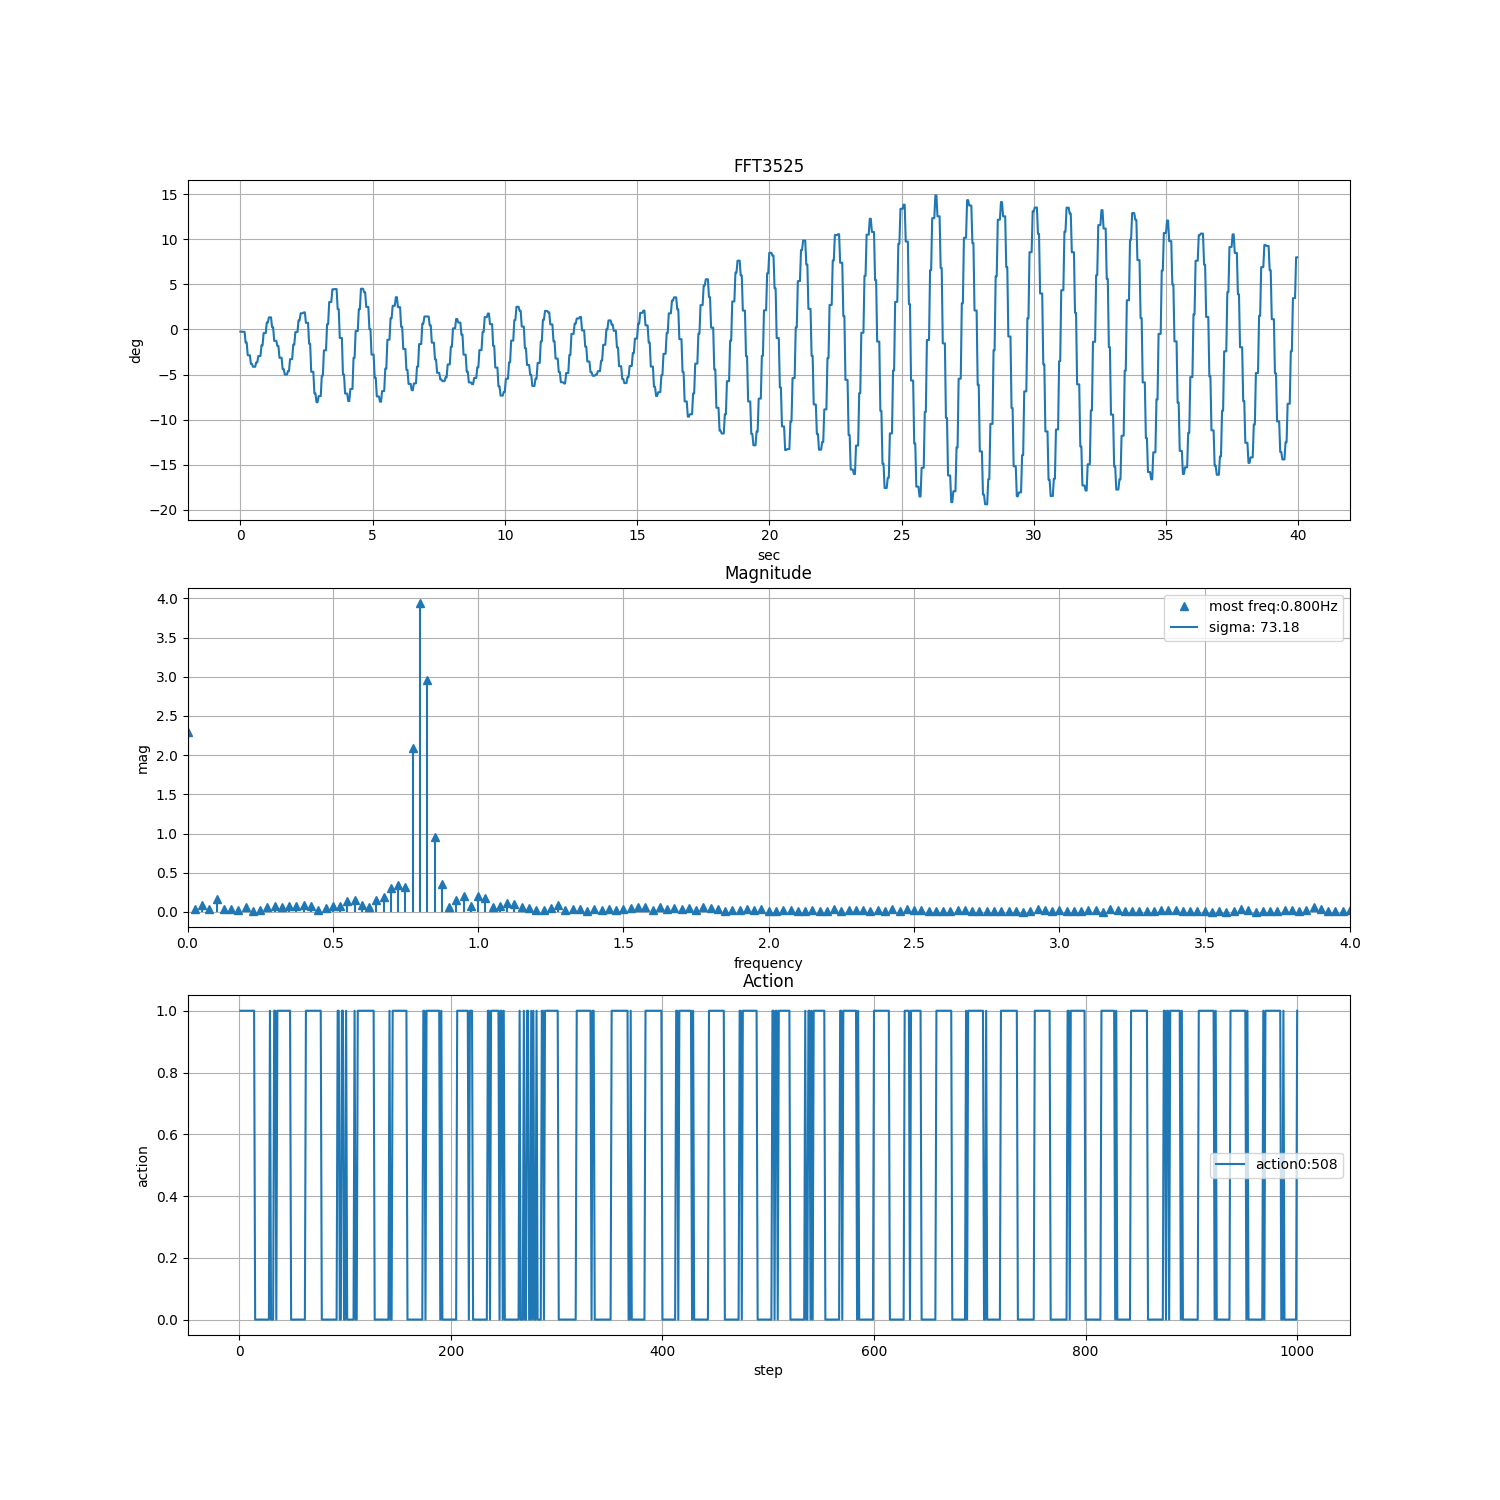 FFT3525
15
10
5
0
−5
−10
−15
−20
deg
0 5 10 15 20 25 30 35 40
sec
Magnitude
4.0
3.5
3.0
2.5
2.0
1.5
1.0
0.5
0.0
mag
most freq:0.800Hz
sigma: 73.18
0.0 0.5 1.0 1.5 2.0 2.5 3.0 3.5 4.0
frequency
Action
1.0
0.8
0.6
0.4
0.2
0.0
action
action0:508
0 200 400 600 800 1000
step